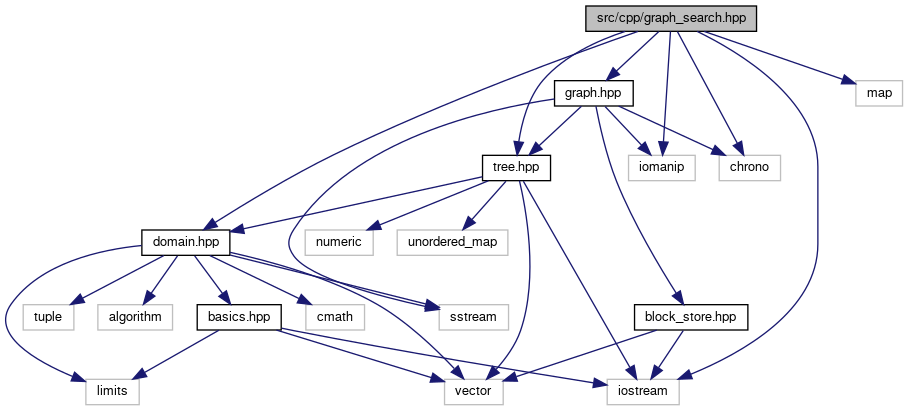 src/cpp/graph_search.hpp
graph.hpp
map
tree.hpp
iomanip
chrono
domain.hpp
numeric
unordered_map
tuple
algorithm
basics.hpp
cmath
sstream
block_store.hpp
limits
vector
iostream